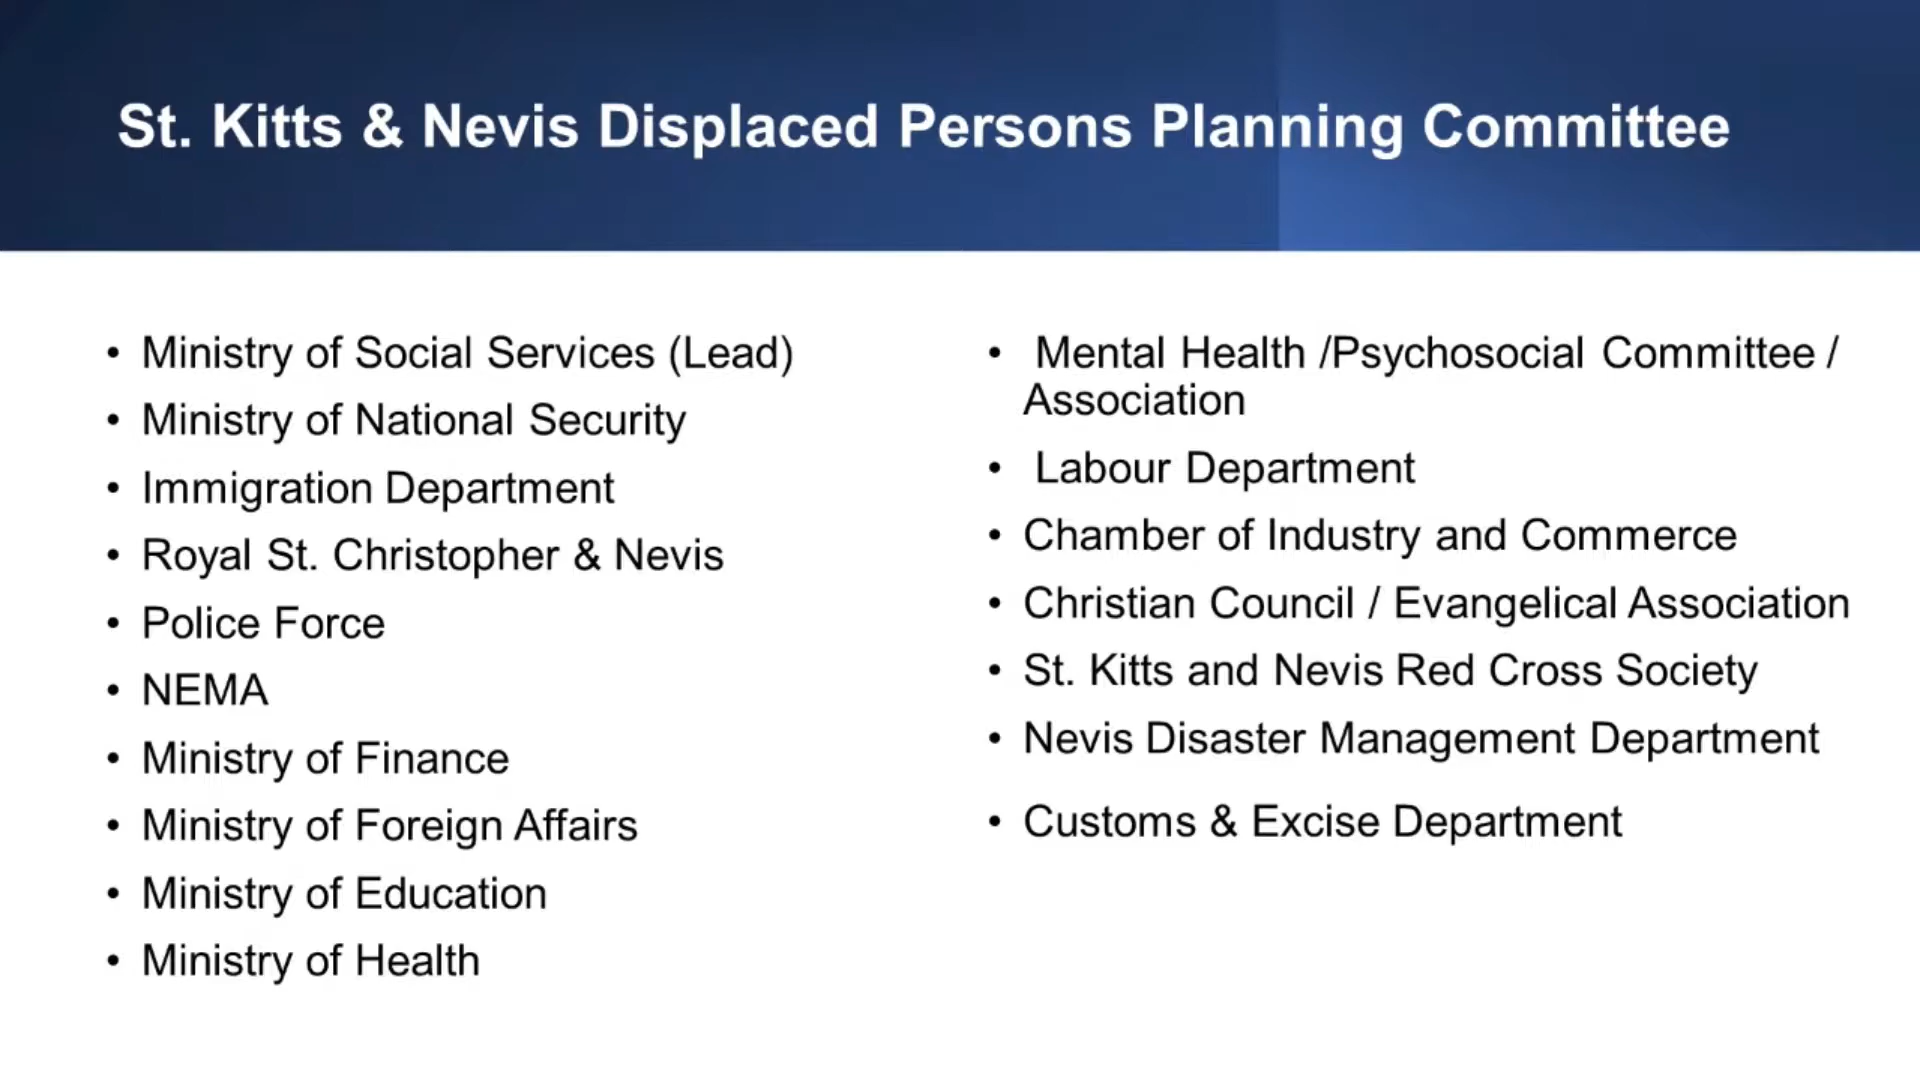 St. Kitts & Nevis Displaced Persons Planning Committee
• Ministry of Social Services (Lead)
• Ministry of National Security
• Immigration Department
• Royal St. Christopher & Nevis
• Police Force
• NEMA
• Ministry of Finance
• Ministry of Foreign Affairs
• Ministry of Education
• Ministry of Health
• Mental Health /Psychosocial Committee /
Association
• Labour Department
• Chamber of Industry and Commerce
• Christian Council / Evangelical Association
• St. Kitts and Nevis Red Cross Society
• Nevis Disaster Management Department
• Customs & Excise Department